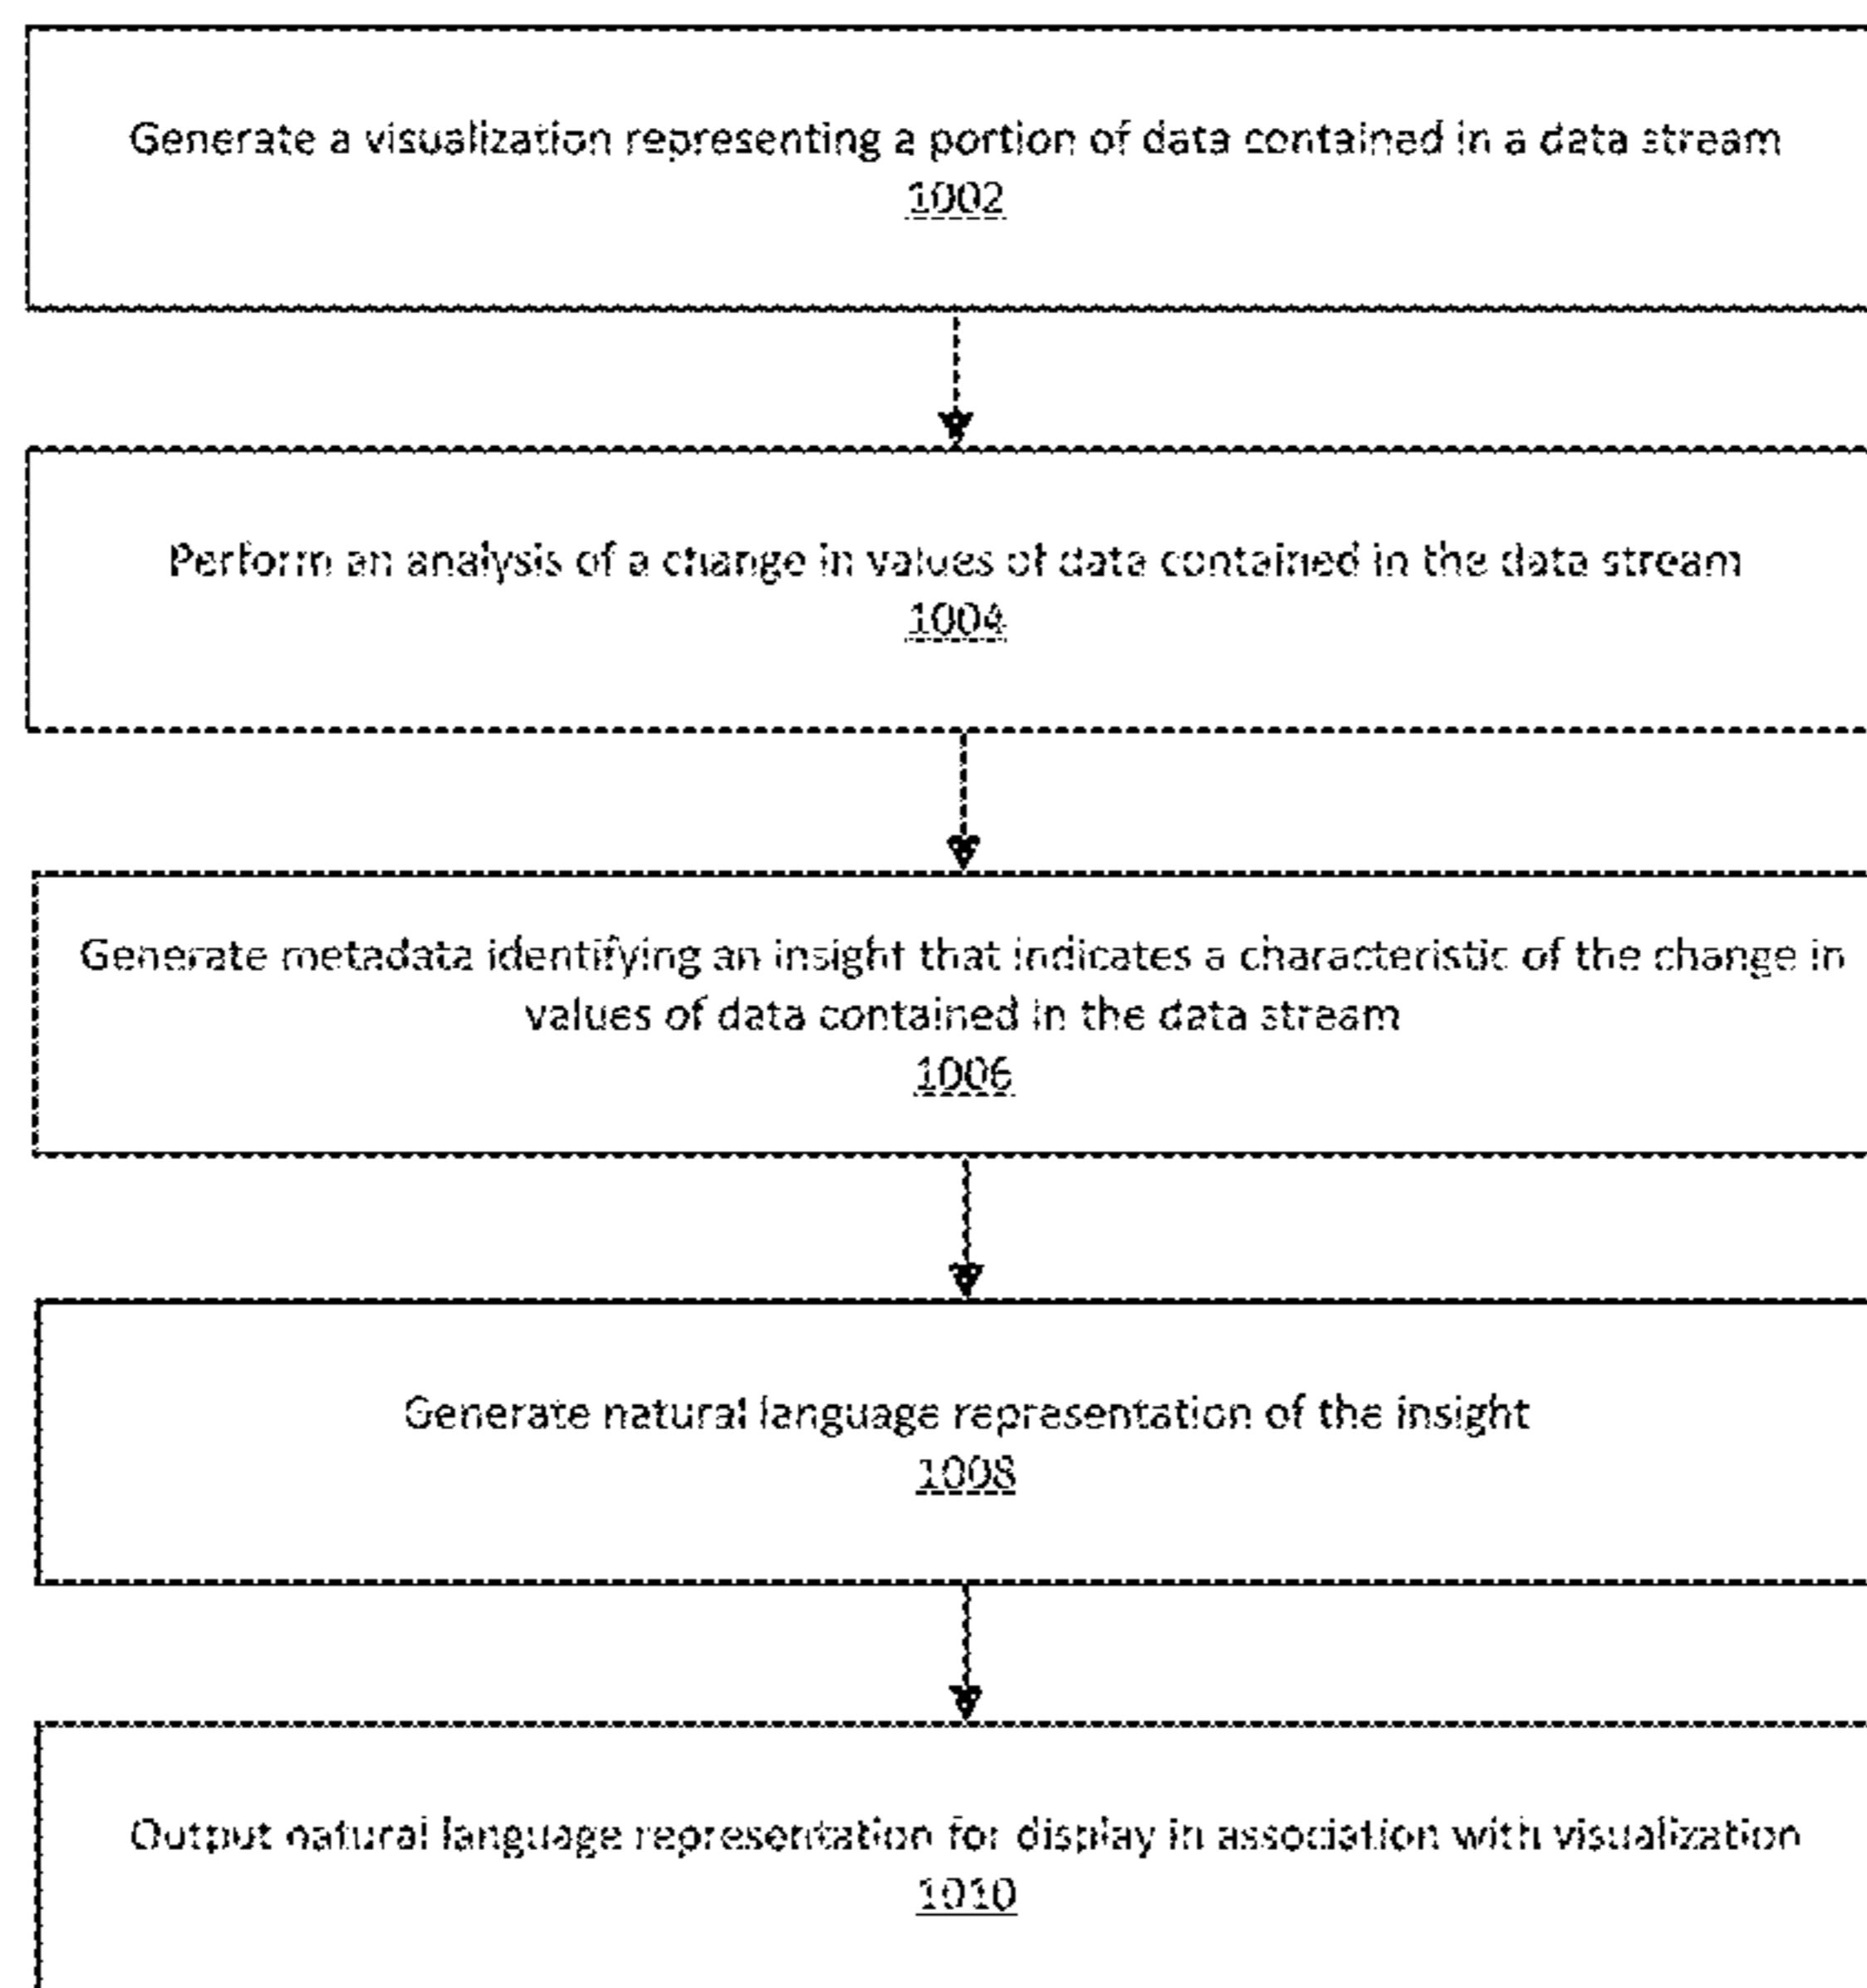 Generate a visualization representing a portion of data contained in a data stream
1002
Perform an analysis of a change in values of data contained in the data stream
1004
Generate metadata identifying an insight that indicates a characteristic of the change in
values of data contained in the data stream
1006
Generate natural language representation of the insight
1008
Output natural language representation for display in association with visualization
1010